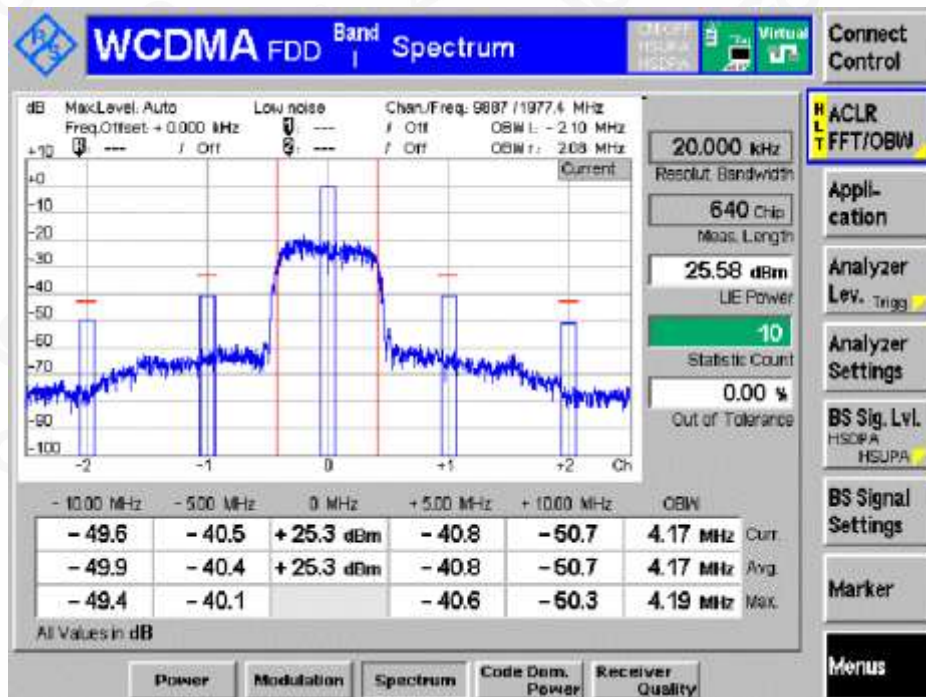 WCDMA FDD Band I Spectrum
Virtual
Connect Control
dB Max.Level: Auto Low noise Chan./Freq.: 9887 / 1977.4 MHz
Freq.Offset: + 0.000 kHz 1: --- / Off OBW l: - 2.10 MHz
R: --- / Off 2: --- / Off OBW r: 2.08 MHz
Current
+10
+0
-10
-20
-30
-40
-50
-60
-70
-80
-90
-100
-2 -1 0 +1 +2 Ch
20.000 kHz
Resolut. Bandwidth
640 Chip
Meas. Length
25.58 dBm
UE Power
10
Statistic Count
0.00 %
Out of Tolerance
- 10.00 MHz - 5.00 MHz 0 MHz + 5.00 MHz + 10.00 MHz OBW
- 49.6 - 40.5 + 25.3 dBm - 40.8 - 50.7 4.17 MHz Curr.
- 49.9 - 40.4 + 25.3 dBm - 40.8 - 50.7 4.17 MHz Avg.
- 49.4 - 40.1 - 40.6 - 50.3 4.19 MHz Max.
All Values in dB
HLT
ACLR
FFT/OBW
Appli-
cation
Analyzer
Lev. Trigg
Analyzer
Settings
BS Sig. Lvl.
HSDPA
HSUPA
BS Signal
Settings
Marker
Menus
Power Modulation Spectrum Code Dom. Power Receiver Quality